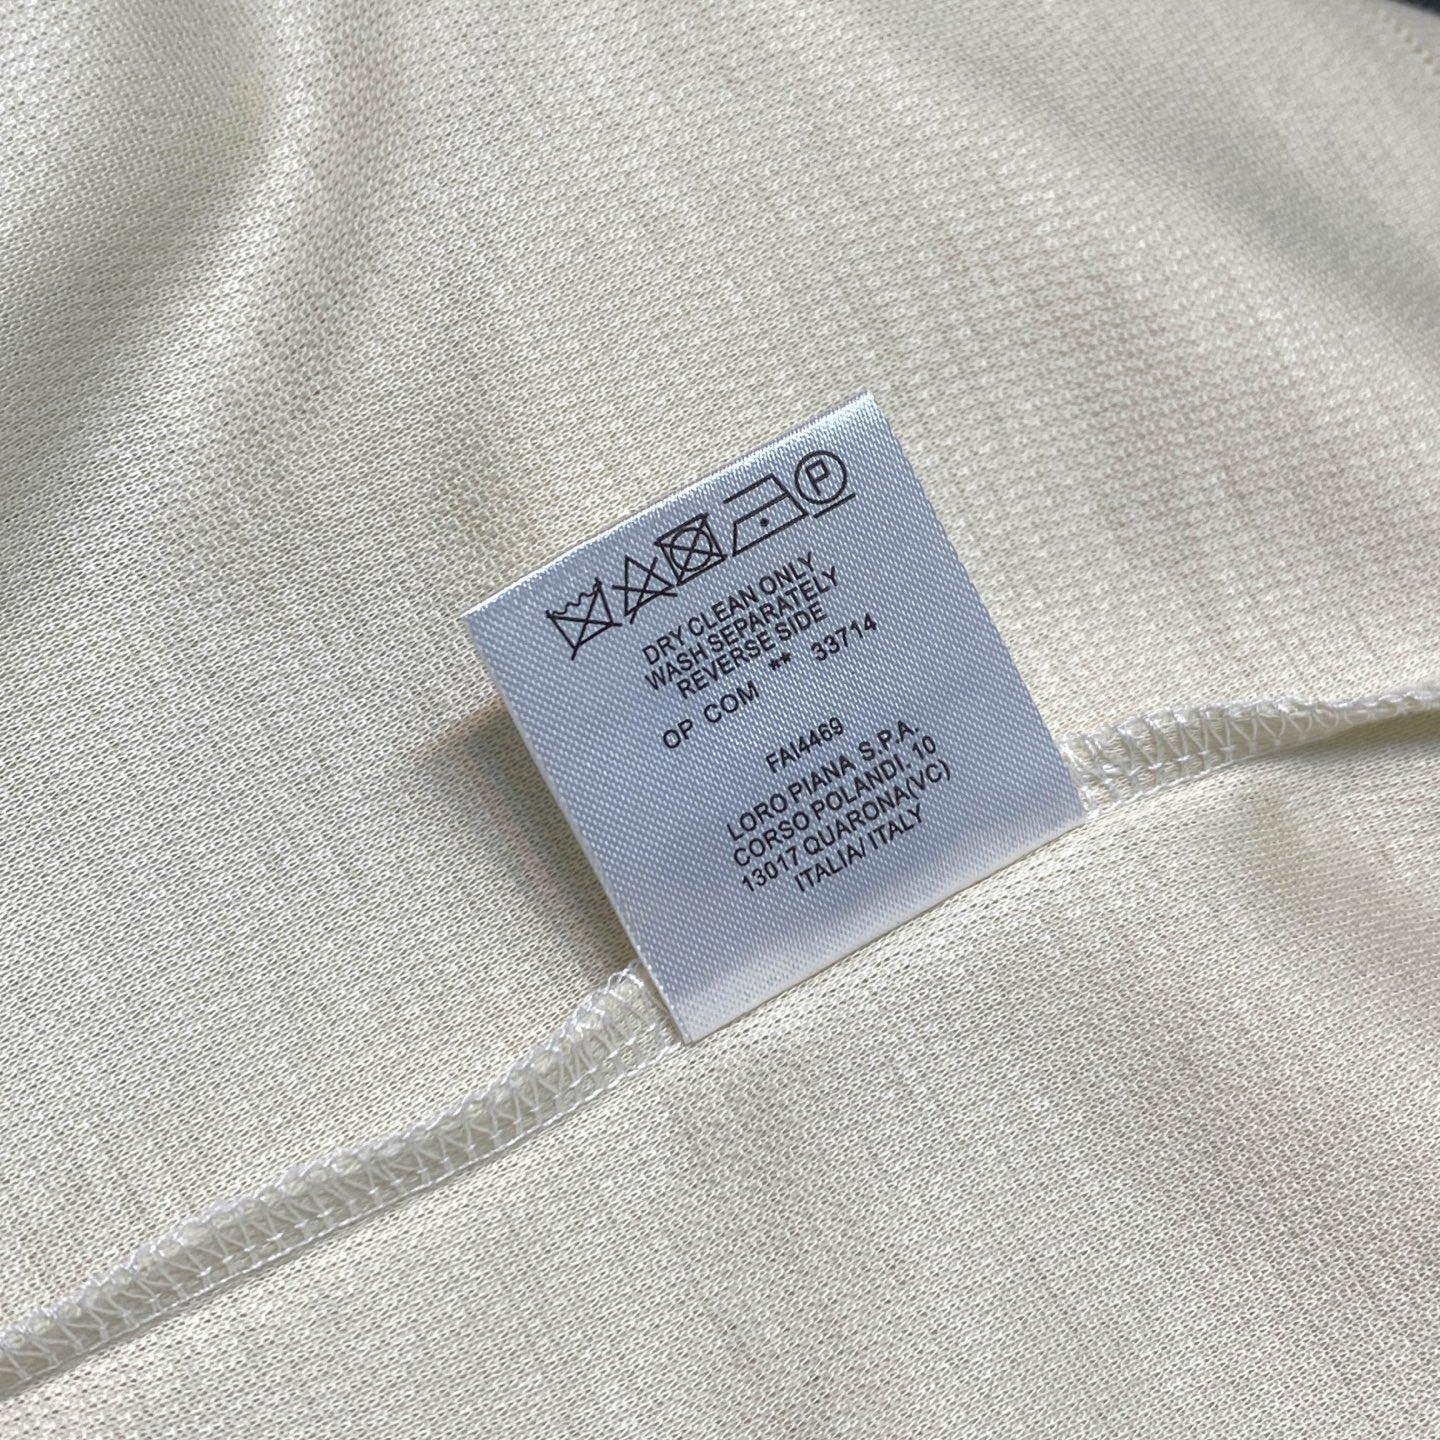 P
DRY CLEAN ONLY
WASH SEPARATELY
REVERSE SIDE
OP COM ** 33714
FAI4469
LORO PIANA S.P.A.
CORSO POLANDI, 10
13017 QUARONA(VC)
ITALIA/ ITALY